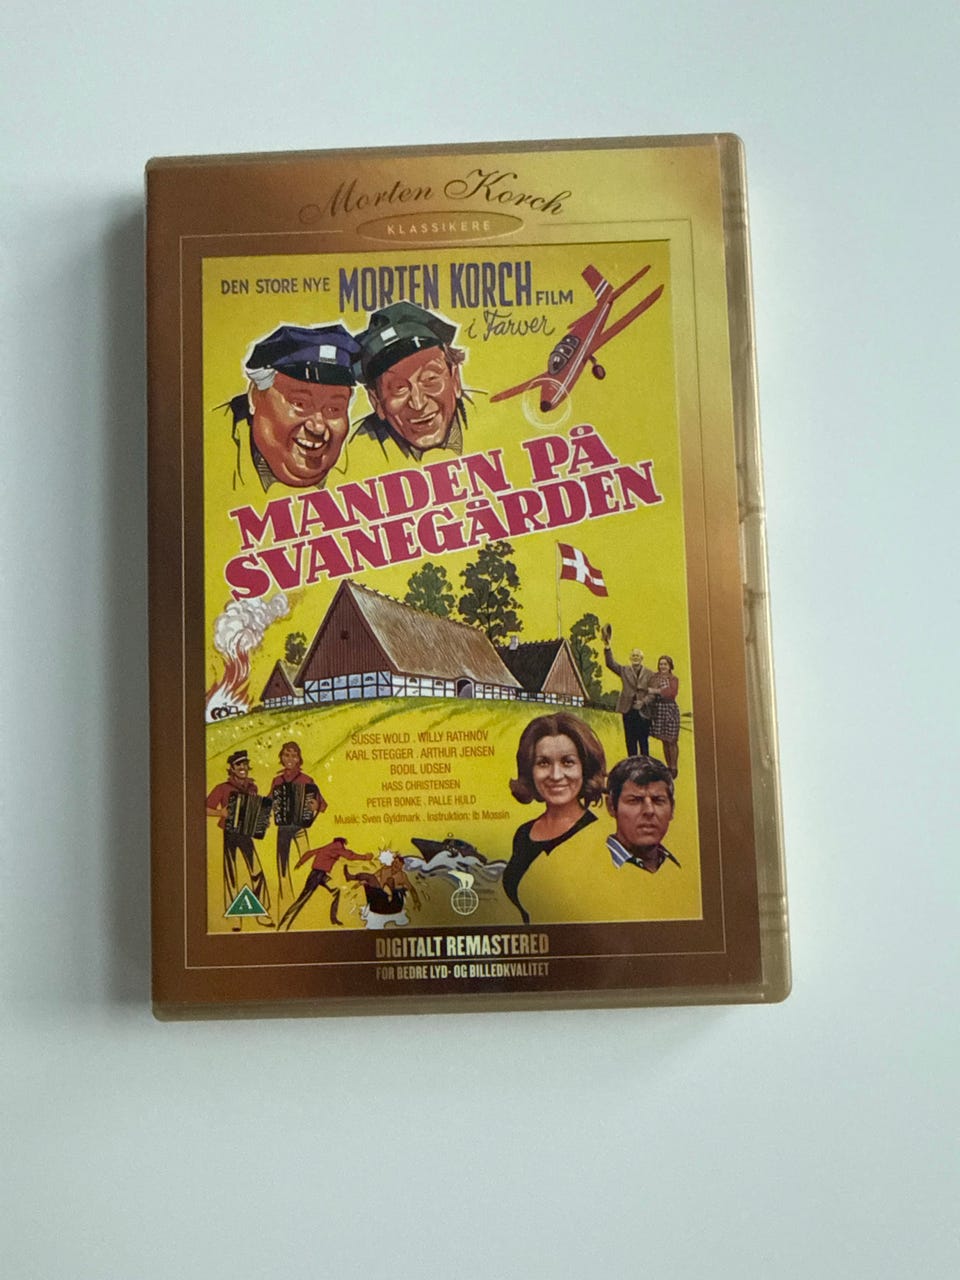 Morten Korch
KLASSIKERE
DEN STORE NYE MORTEN KORCH FILM
i Farver
MANDEN PÅ
SVANEGÅRDEN
SUSSE WOLD . WILLY RATHNOV
KARL STEGGER . ARTHUR JENSEN
BODIL UDSEN
HASS CHRISTENSEN
PETER BONKE . PALLE HULD
Musik: Sven Gyldmark . Instruktion: Ib Mossin
A
DIGITALT REMASTERED
FOR BEDRE LYD- OG BILLEDKVALITET